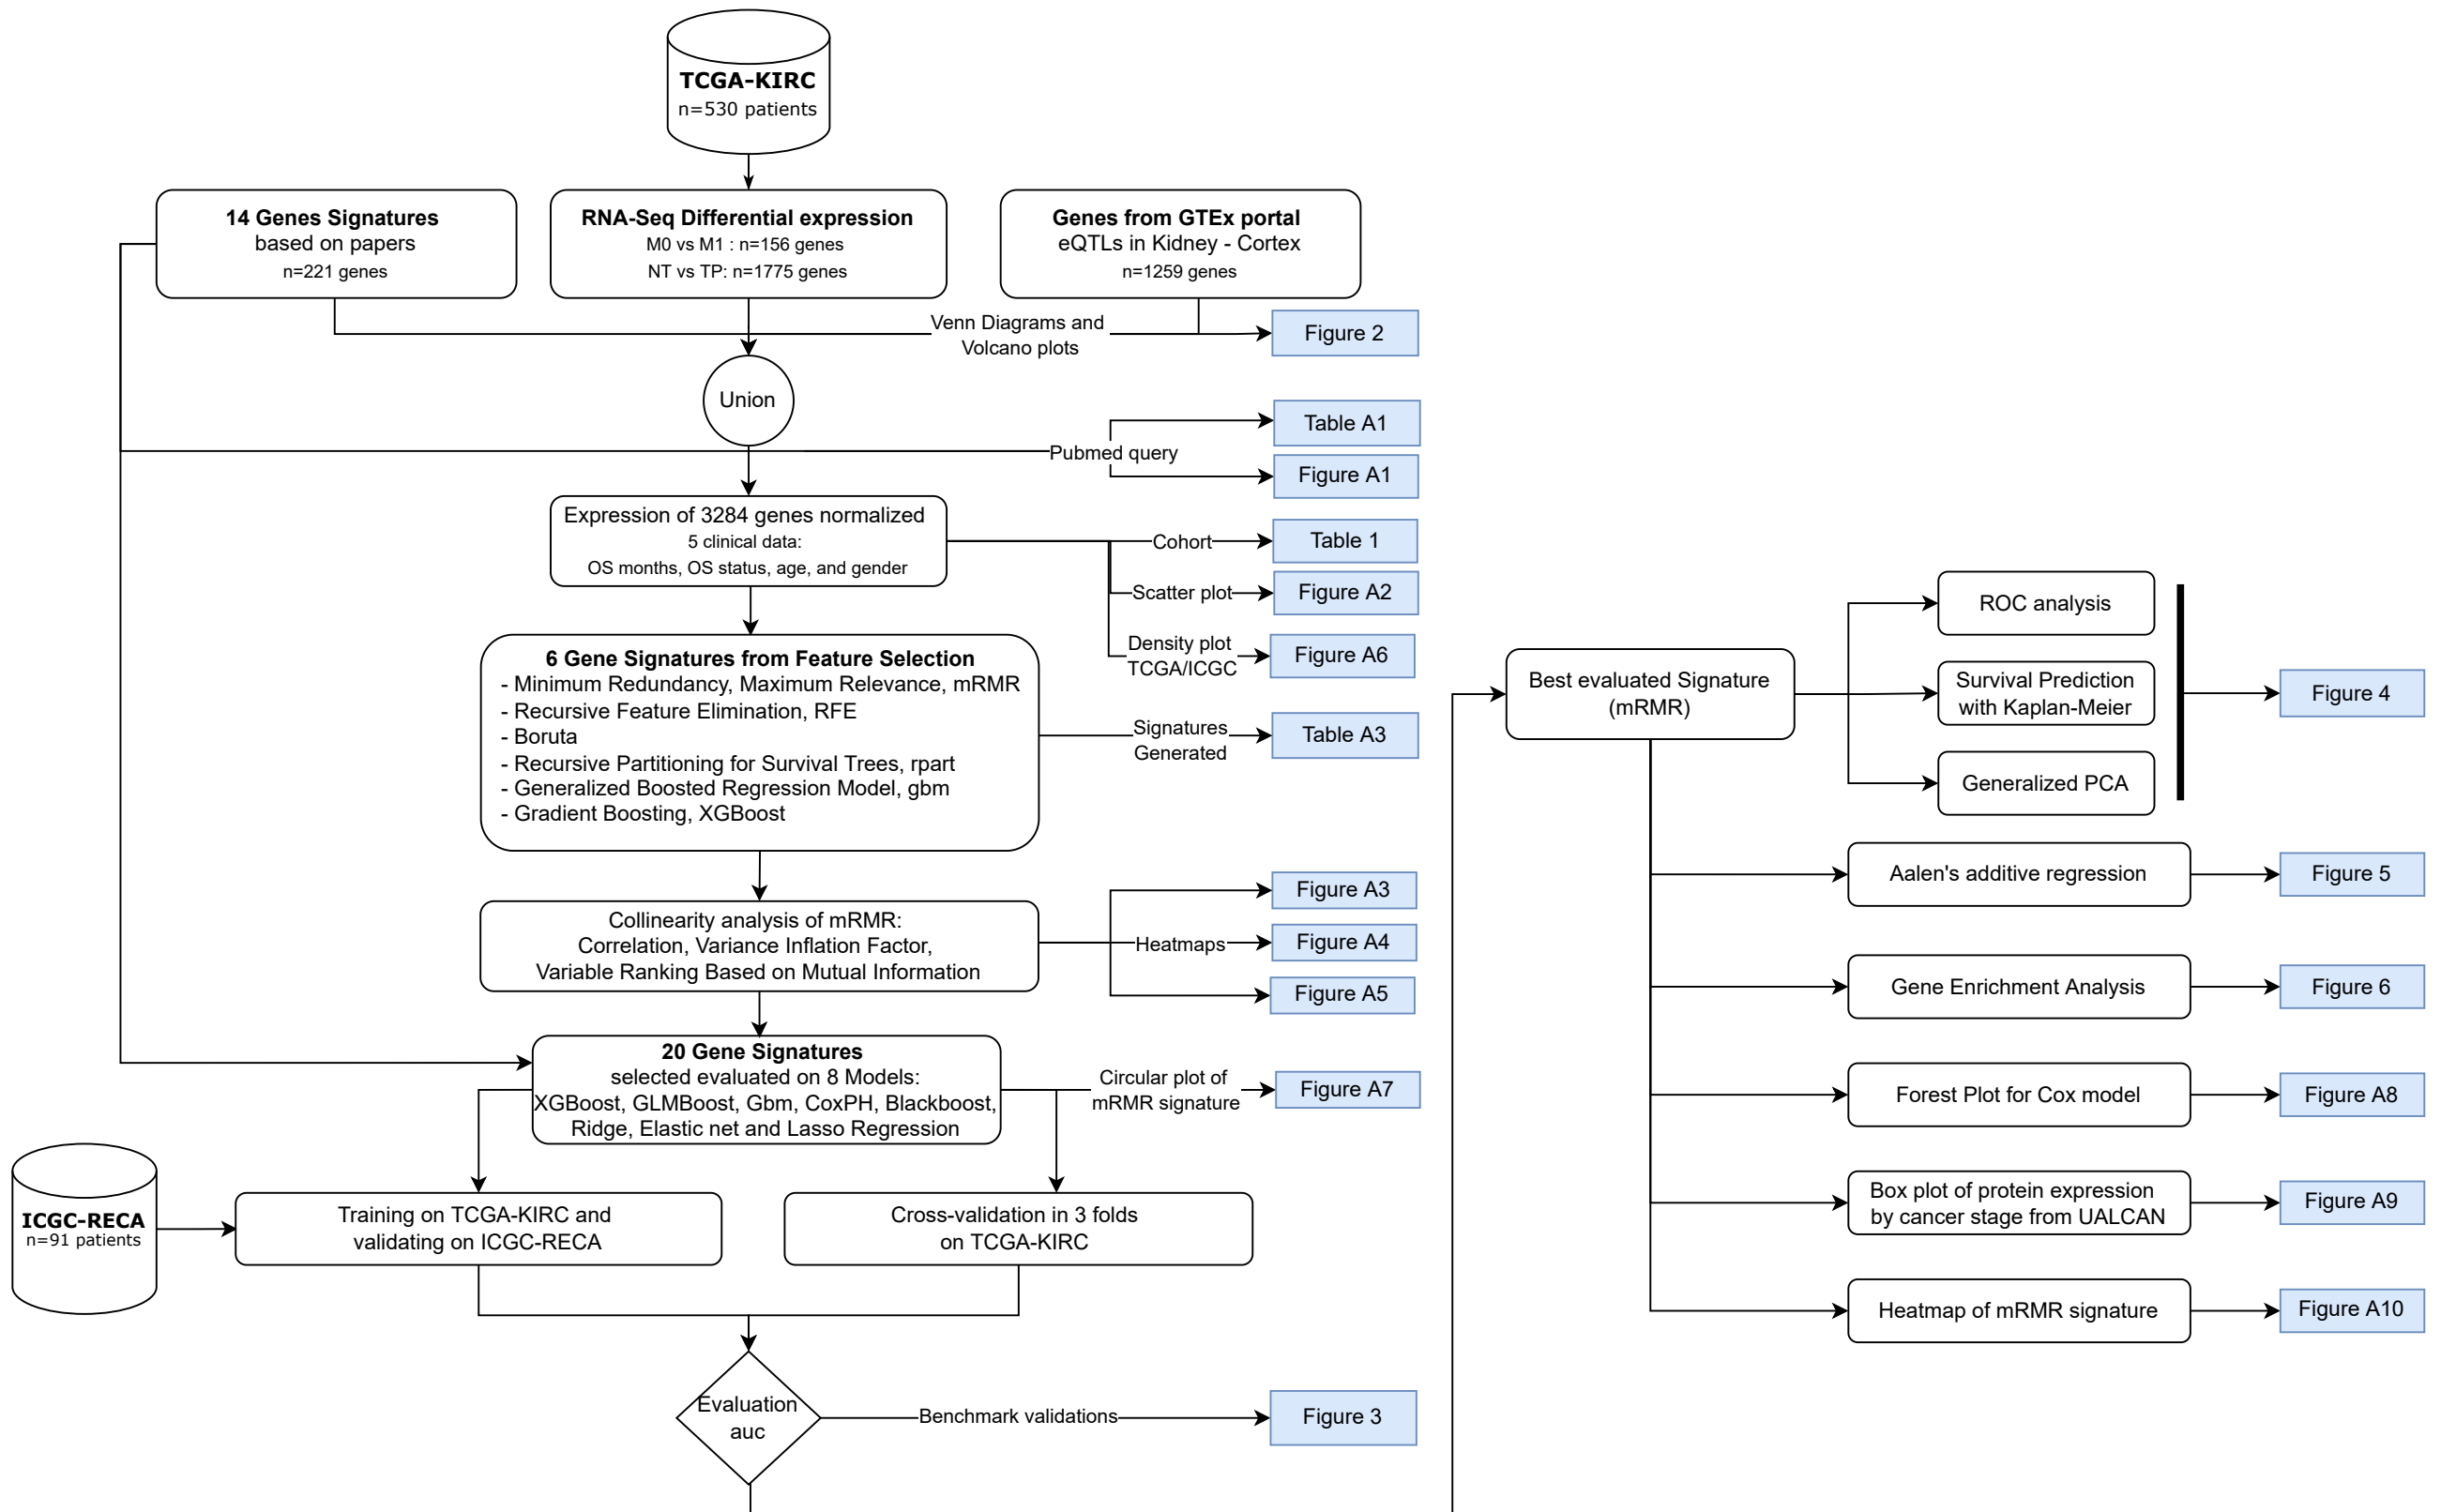 TCGA-KIRC
n=530 patients
14 Genes Signatures
based on papers
n=221 genes
RNA-Seq Differential expression
M0 vs M1 : n=156 genes
NT vs TP: n=1775 genes
Genes from GTEx portal
eQTLs in Kidney - Cortex
n=1259 genes
Venn Diagrams and
Volcano plots
Figure 2
Union
Pubmed query
Table A1
Figure A1
Expression of 3284 genes normalized
5 clinical data:
OS months, OS status, age, and gender
Cohort
Table 1
Scatter plot
Figure A2
Density plot
TCGA/ICGC
Figure A6
6 Gene Signatures from Feature Selection
- Minimum Redundancy, Maximum Relevance, mRMR
- Recursive Feature Elimination, RFE
- Boruta
- Recursive Partitioning for Survival Trees, rpart
- Generalized Boosted Regression Model, gbm
- Gradient Boosting, XGBoost
Signatures
Generated
Table A3
Collinearity analysis of mRMR:
Correlation, Variance Inflation Factor,
Variable Ranking Based on Mutual Information
Heatmaps
Figure A3
Figure A4
Figure A5
20 Gene Signatures
selected evaluated on 8 Models:
XGBoost, GLMBoost, Gbm, CoxPH, Blackboost,
Ridge, Elastic net and Lasso Regression
Circular plot of
mRMR signature
Figure A7
ICGC-RECA
n=91 patients
Training on TCGA-KIRC and
validating on ICGC-RECA
Cross-validation in 3 folds
on TCGA-KIRC
Evaluation
auc
Benchmark validations
Figure 3
Best evaluated Signature
(mRMR)
ROC analysis
Survival Prediction
with Kaplan-Meier
Generalized PCA
Figure 4
Aalen's additive regression
Figure 5
Gene Enrichment Analysis
Figure 6
Forest Plot for Cox model
Figure A8
Box plot of protein expression
by cancer stage from UALCAN
Figure A9
Heatmap of mRMR signature
Figure A10